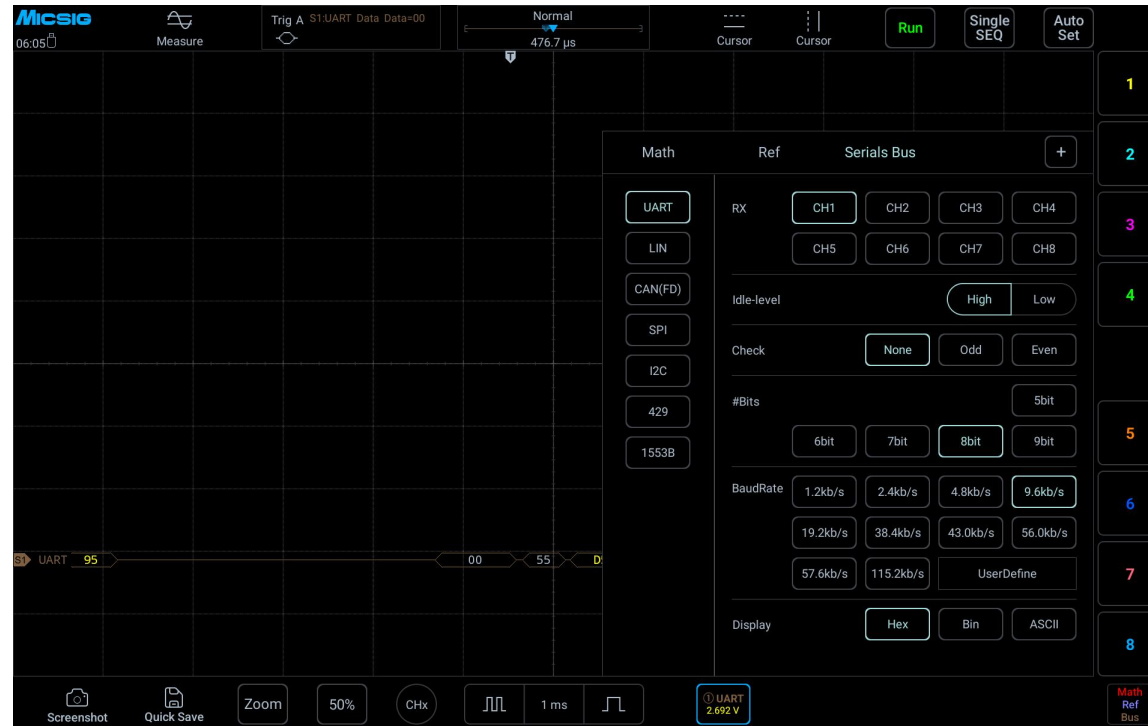 Micsig
06:05
Measure
Trig A S1:UART Data Data=00
Normal
476.7 µs
Cursor
Cursor
Run
Single SEQ
Auto Set
T
1
2
3
4
5
6
7
8
Math Ref Serials Bus +
UART
LIN
CAN(FD)
SPI
I2C
429
1553B
RX CH1 CH2 CH3 CH4
CH5 CH6 CH7 CH8
Idle-level High Low
Check None Odd Even
#Bits 5bit
6bit 7bit 8bit 9bit
BaudRate 1.2kb/s 2.4kb/s 4.8kb/s 9.6kb/s
19.2kb/s 38.4kb/s 43.0kb/s 56.0kb/s
57.6kb/s 115.2kb/s UserDefine
Display Hex Bin ASCII
S1 UART 95 00 55
Screenshot
Quick Save
Zoom
50%
CHx
1 ms
1 UART
2.692 V
Math
Ref
Bus